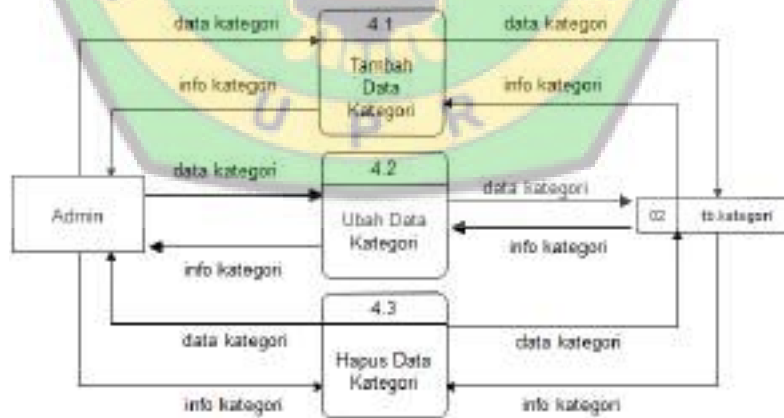 data kategori
4.1
data kategori
Tambah
Data
Kategori
info kategori
info kategori
U P R
data kategori
4.2
data kategori
Admin
Ubah Data
Kategori
02
tb.kategori
info kategori
info kategori
4.3
data kategori
data kategori
Hapus Data
Kategori
info kategori
info kategori